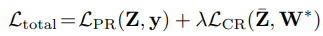 ℒ_total = ℒ_PR(𝐙, 𝐲) + λℒ_CR(𝐙̄, 𝐖*)